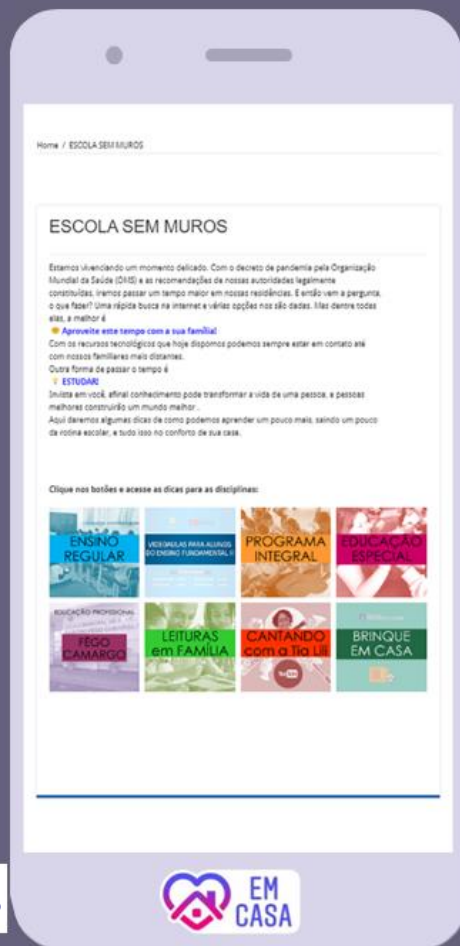 Home / ESCOLA SEM MUROS
ESCOLA SEM MUROS
Estamos vivenciando um momento delicado. Com o decreto de pandemia pela Organização
Mundial da Saúde (OMS) e as recomendações de nossas autoridades legalmente
constituídas, iremos passar um tempo maior em nossas residências. E então vem a pergunta,
o que fazer? Uma rápida busca na internet e várias opções nos são dadas. Mas dentre todas
elas, a melhor é
Aproveite este tempo com a sua família!
Com os recursos tecnológicos que hoje dispomos podemos sempre estar em contato até
com nossos familiares mais distantes.
Outra forma de passar o tempo é
ESTUDAR!
Invista em você, afinal conhecimento pode transformar a vida de uma pessoa, e pessoas
melhores construirão um mundo melhor .
Aqui daremos algumas dicas de como podemos aprender um pouco mais, saindo um pouco
da rotina escolar, e tudo isso no conforto de sua casa.
Clique nos botões e acesse as dicas para as disciplinas:
ENSINO
REGULAR
VIDEOAULAS PARA ALUNOS
DO ENSINO FUNDAMENTAL II
PROGRAMA
INTEGRAL
EDUCAÇÃO
ESPECIAL
EDUCAÇÃO PROFISSIONAL
FÊGO
CAMARGO
LEITURAS
em FAMÍLIA
CANTANDO
com a Tia Lili
BRINQUE
EM CASA
EM
CASA